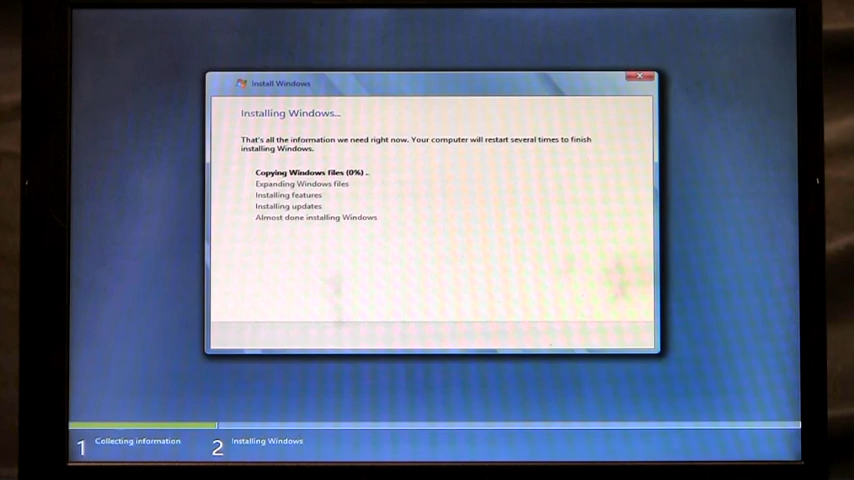 Install Windows
Installing Windows...
That's all the information we need right now. Your computer will restart several times to finish
installing Windows.
Copying Windows files (0%) ..
Expanding Windows files
Installing features
Installing updates
Almost done installing Windows
1 Collecting information
2 Installing Windows